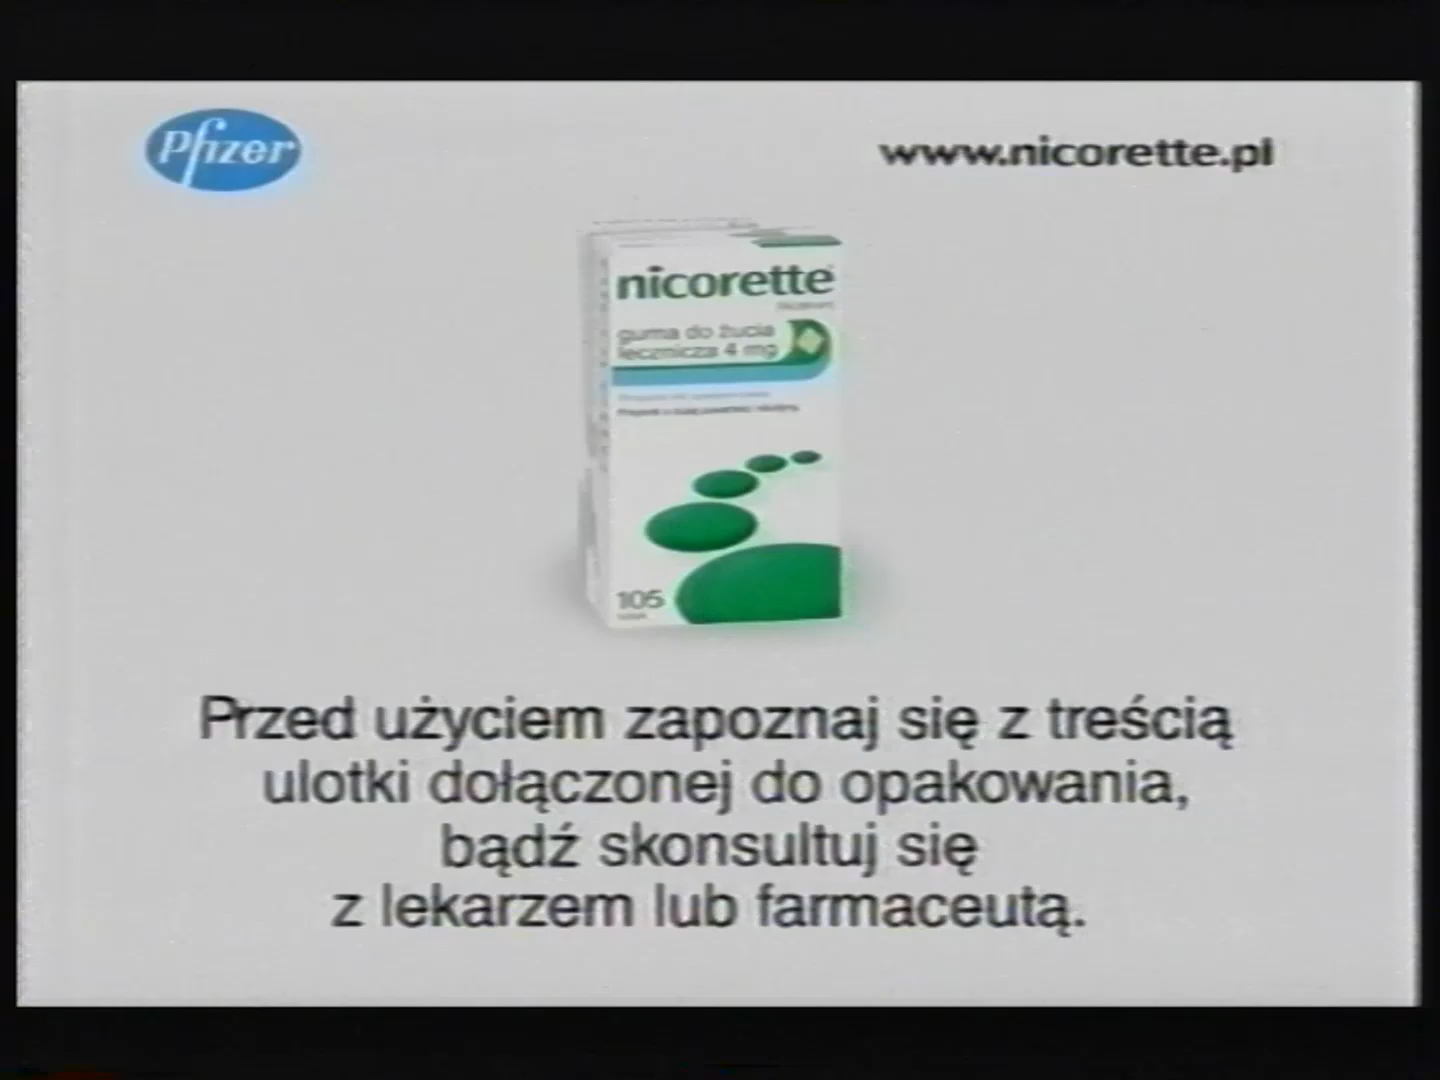 Pfizer
www.nicorette.pl
nicorette
guma do żucia
lecznicza 4 mg
105
Przed użyciem zapoznaj się z treścią
ulotki dołączonej do opakowania,
bądź skonsultuj się
z lekarzem lub farmaceutą.